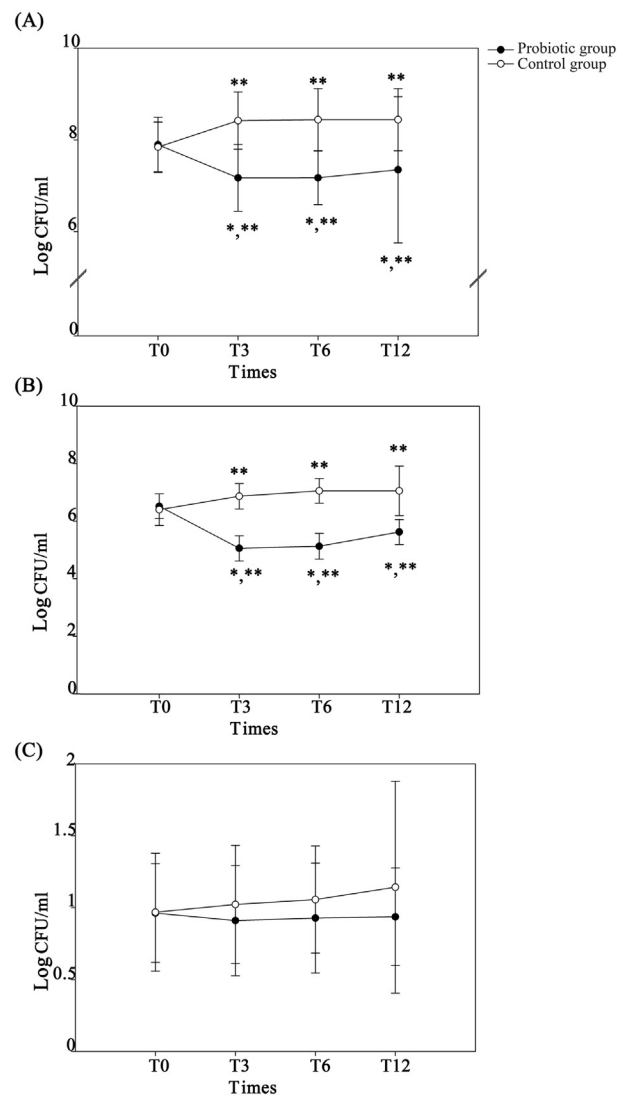 (A)
10
Probiotic group
Control group
** ** **
8
Log CFU/ml
6
*,** *,** *,**
0
T0 T3 T6 T12
Times
(B)
10
8
** ** **
Log CFU/ml
6
4
*,** *,** *,**
2
0
T0 T3 T6 T12
Times
(C)
2
1.5
Log CFU/ml
1
0.5
0
T0 T3 T6 T12
Times